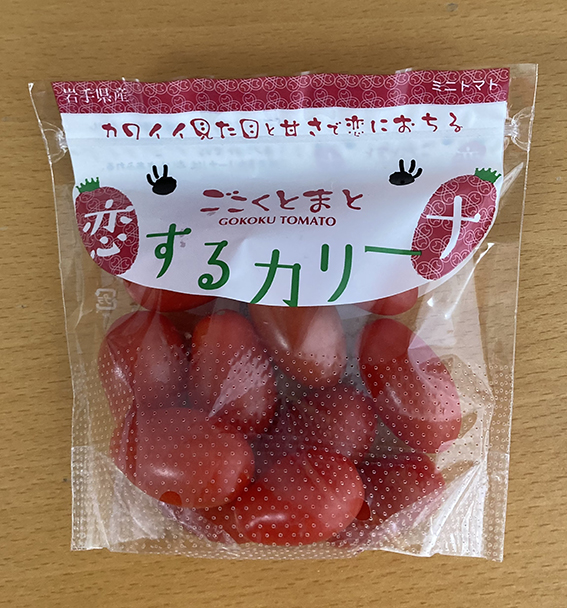 岩手県産
ミニトマト
カワイイ見た目と甘さで恋におちる
ごこくとまと
GOKOKU TOMATO
恋するカリーナ